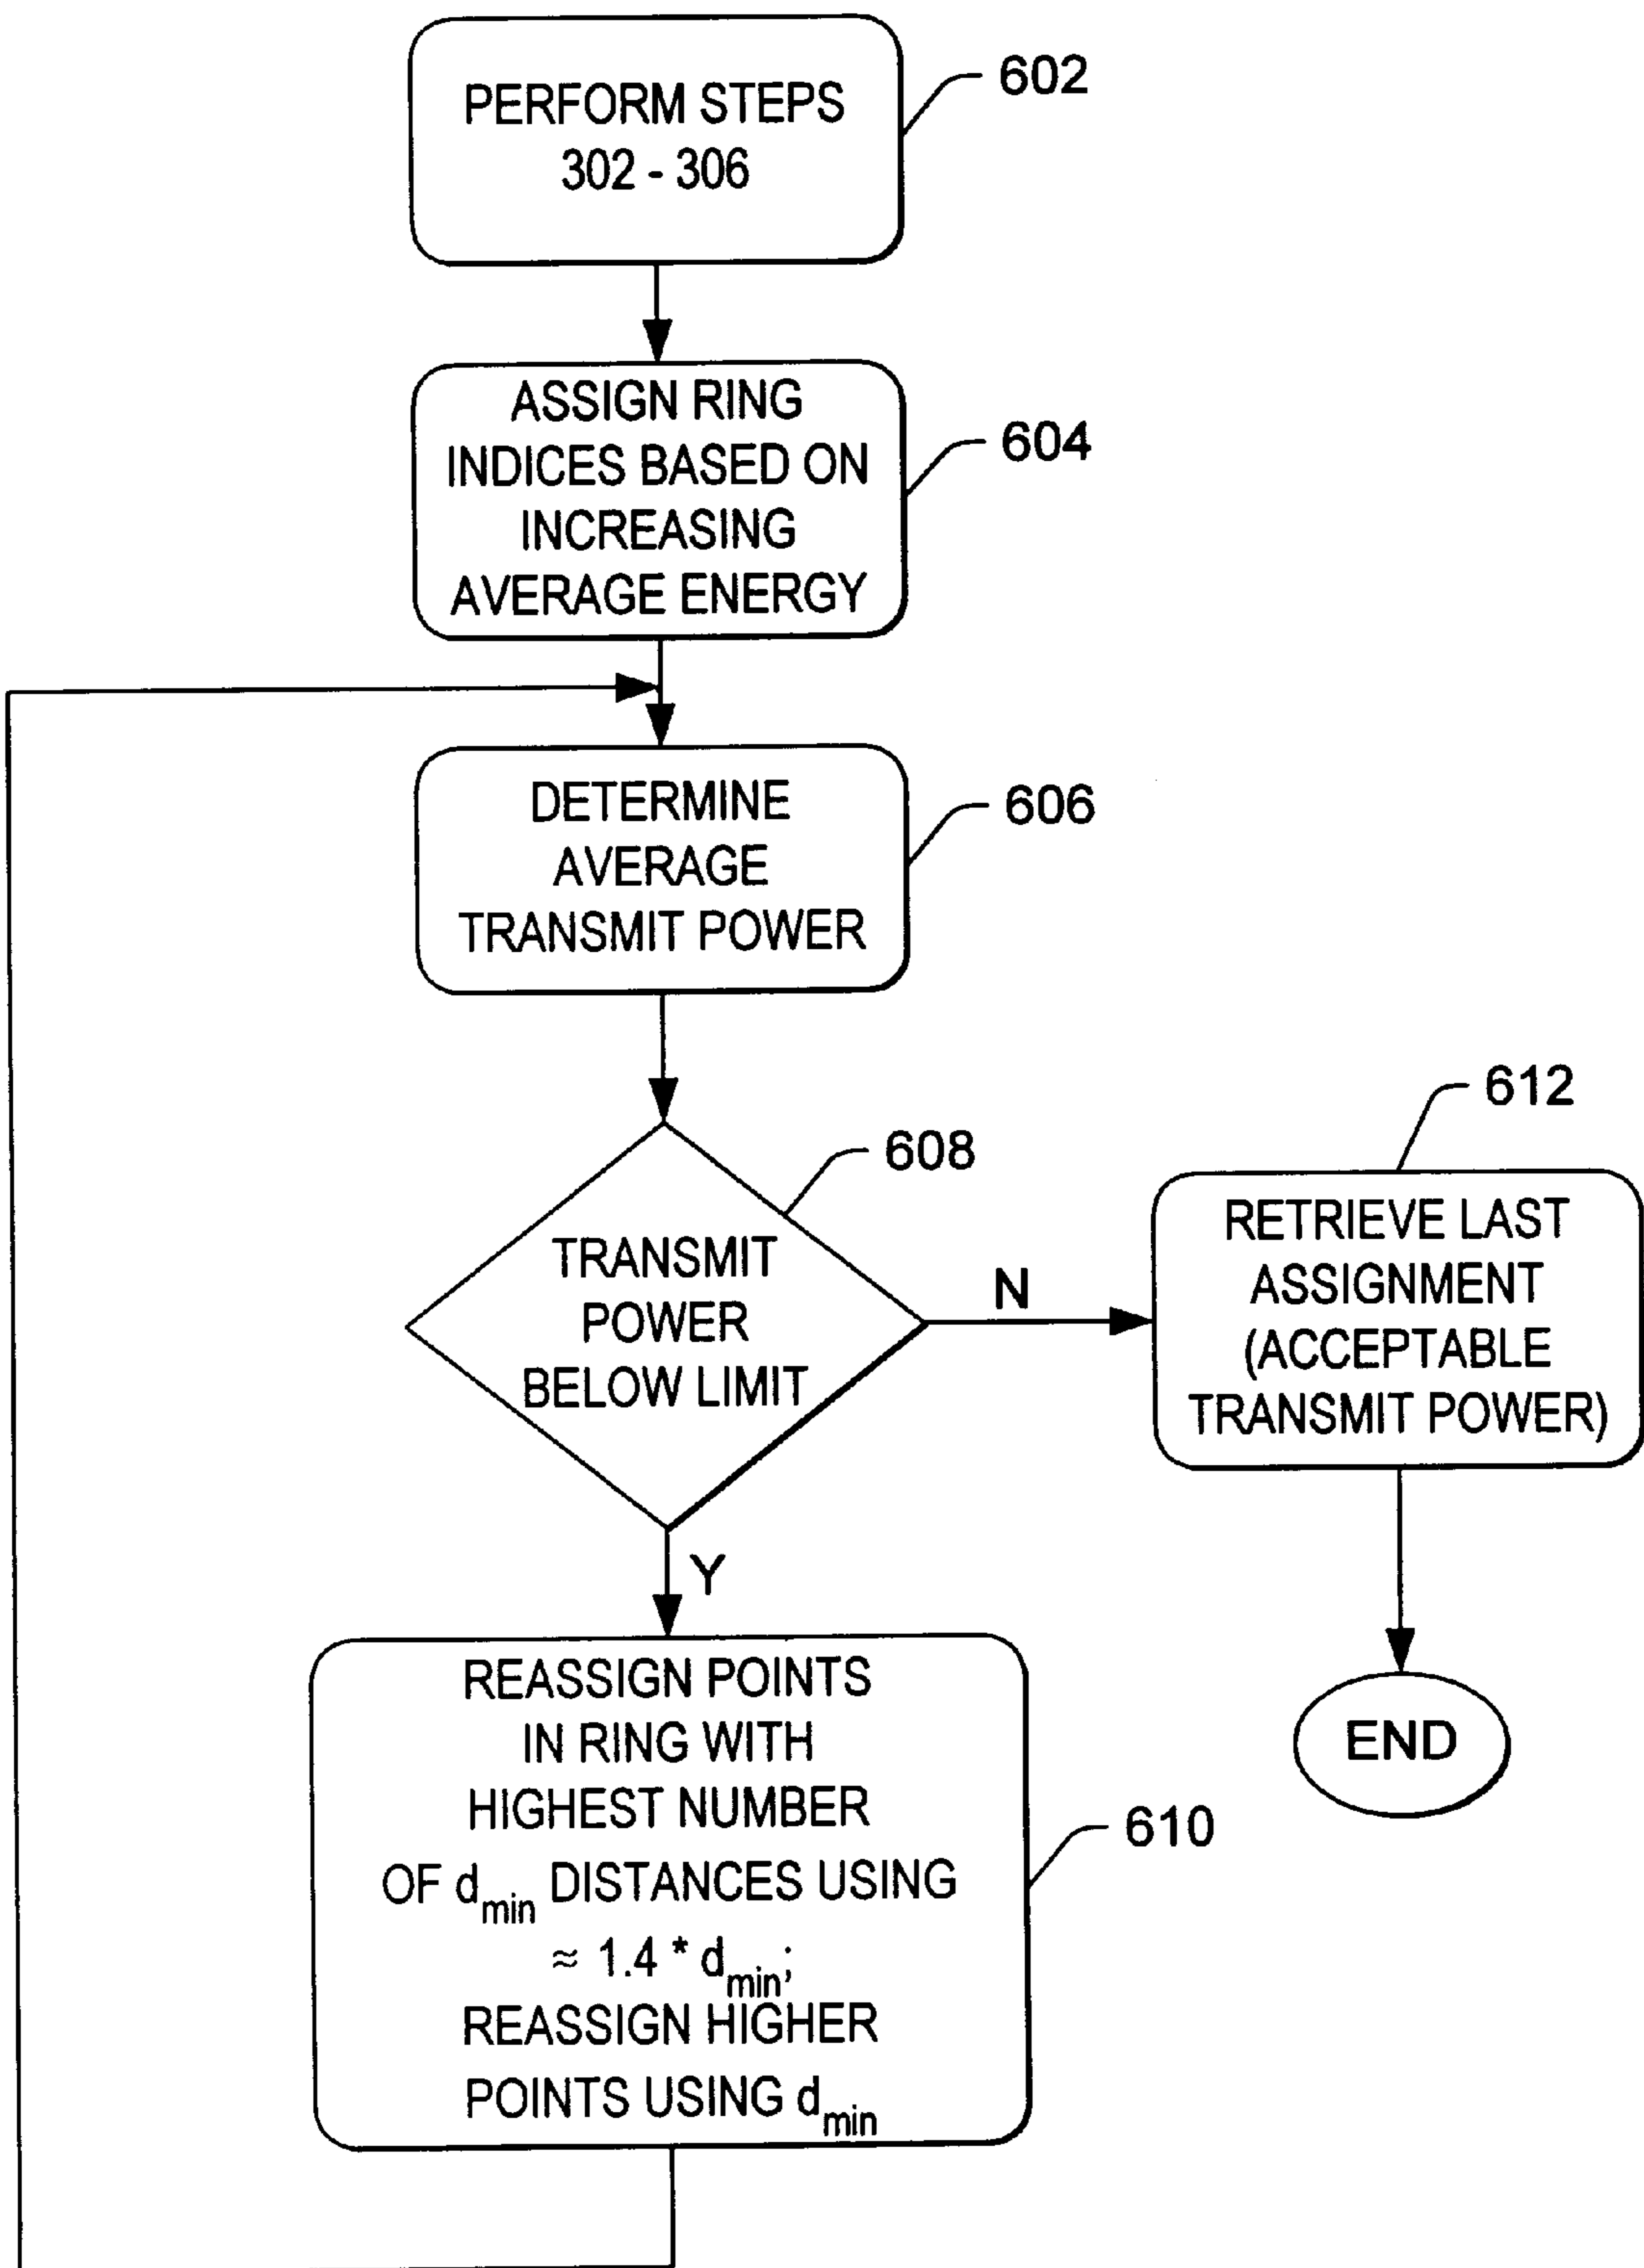 PERFORM STEPS
302 - 306
602
ASSIGN RING
INDICES BASED ON
INCREASING
AVERAGE ENERGY
604
DETERMINE
AVERAGE
TRANSMIT POWER
606
TRANSMIT
POWER
BELOW LIMIT
608
N
Y
RETRIEVE LAST
ASSIGNMENT
(ACCEPTABLE
TRANSMIT POWER)
612
END
REASSIGN POINTS
IN RING WITH
HIGHEST NUMBER
OF dmin DISTANCES USING
≈ 1.4 * dmin;
REASSIGN HIGHER
POINTS USING dmin
610